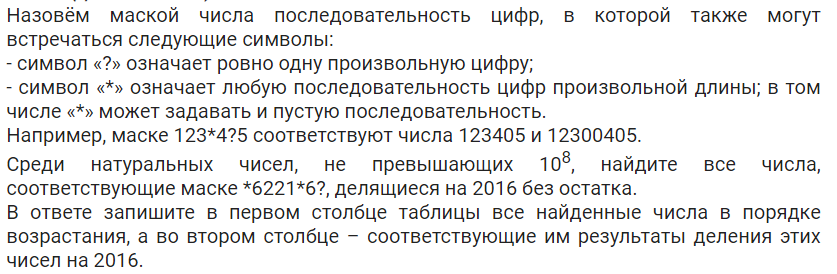 Назовём маской числа последовательность цифр, в которой также могут
встречаться следующие символы:
- символ «?» означает ровно одну произвольную цифру;
- символ «*» означает любую последовательность цифр произвольной длины; в том
числе «*» может задавать и пустую последовательность.
Например, маске 123*4?5 соответствуют числа 123405 и 12300405.
Среди натуральных чисел, не превышающих 10⁸, найдите все числа,
соответствующие маске *6221*6?, делящиеся на 2016 без остатка.
В ответе запишите в первом столбце таблицы все найденные числа в порядке
возрастания, а во втором столбце – соответствующие им результаты деления этих
чисел на 2016.